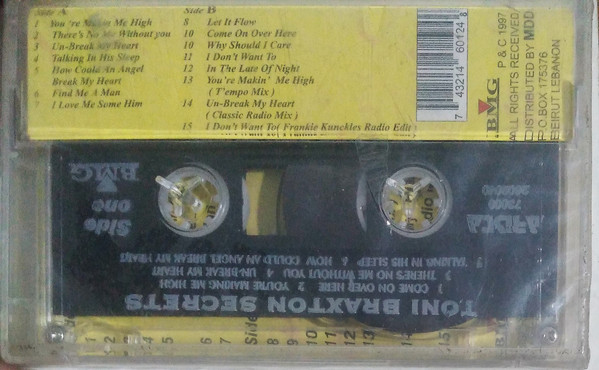 Side A
1 You're Makin Me High
2 There's No Me Without you
3 Un-Break My Heart
4 Talking In His Sleep
5 How Could An Angel
Break My Heart
6 Find Me A Man
7 I Love Me Some Him
Side B
8 Let It Flow
10 Come On Over Here
10 Why Should I Care
11 I Don't Want To
12 In The Late Of Night
13 You're Makin' Me High
( T'empo Mix )
14 Un-Break My Heart
( Classic Radio Mix )
15 I Don't Want To( Frankie Kunckles Radio Edit )
7 43214 60124 8
BMG
P & C 1997
ALL RIGHTS RECEIVED
DISTRIBUTED BY MDD
P.O.BOX 175376
BEIRUT LEBANON
TONI BRAXTON SECRETS
1 COME ON OVER HERE 2 YOU'RE MAKING ME HIGH
3 THERE'S NO ME WITHOUT YOU 4 UN-BREAK MY HEART
5 TALKING IN HIS SLEEP 6 HOW COULD AN ANGEL BREAK MY HEART
Side
one
BMG
ARISTA
Side